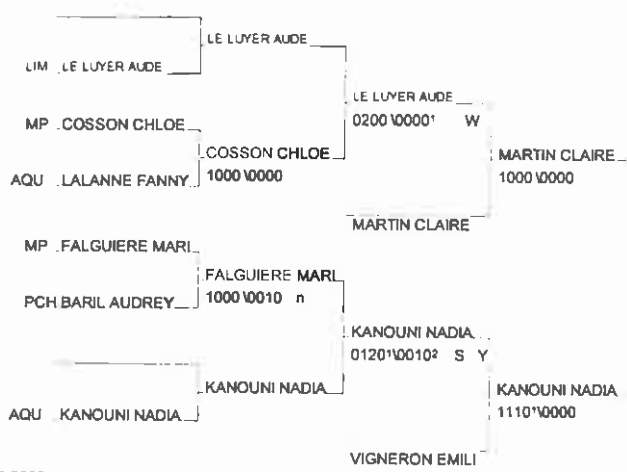 LE LUYER AUDE
LIM LE LUYER AUDE
LE LUYER AUDE
0200 \0000¹ W
MP COSSON CHLOE
COSSON CHLOE
1000 \0000
MARTIN CLAIRE
1000 \0000
AQU LALANNE FANNY
MARTIN CLAIRE
MP FALGUIERE MARI
FALGUIERE MARI
1000 \0010 n
PCH BARIL AUDREY
KANOUNI NADIA
0120¹\0010² S Y
KANOUNI NADIA
KANOUNI NADIA
1110¹\0000
AQU KANOUNI NADIA
VIGNERON EMILI